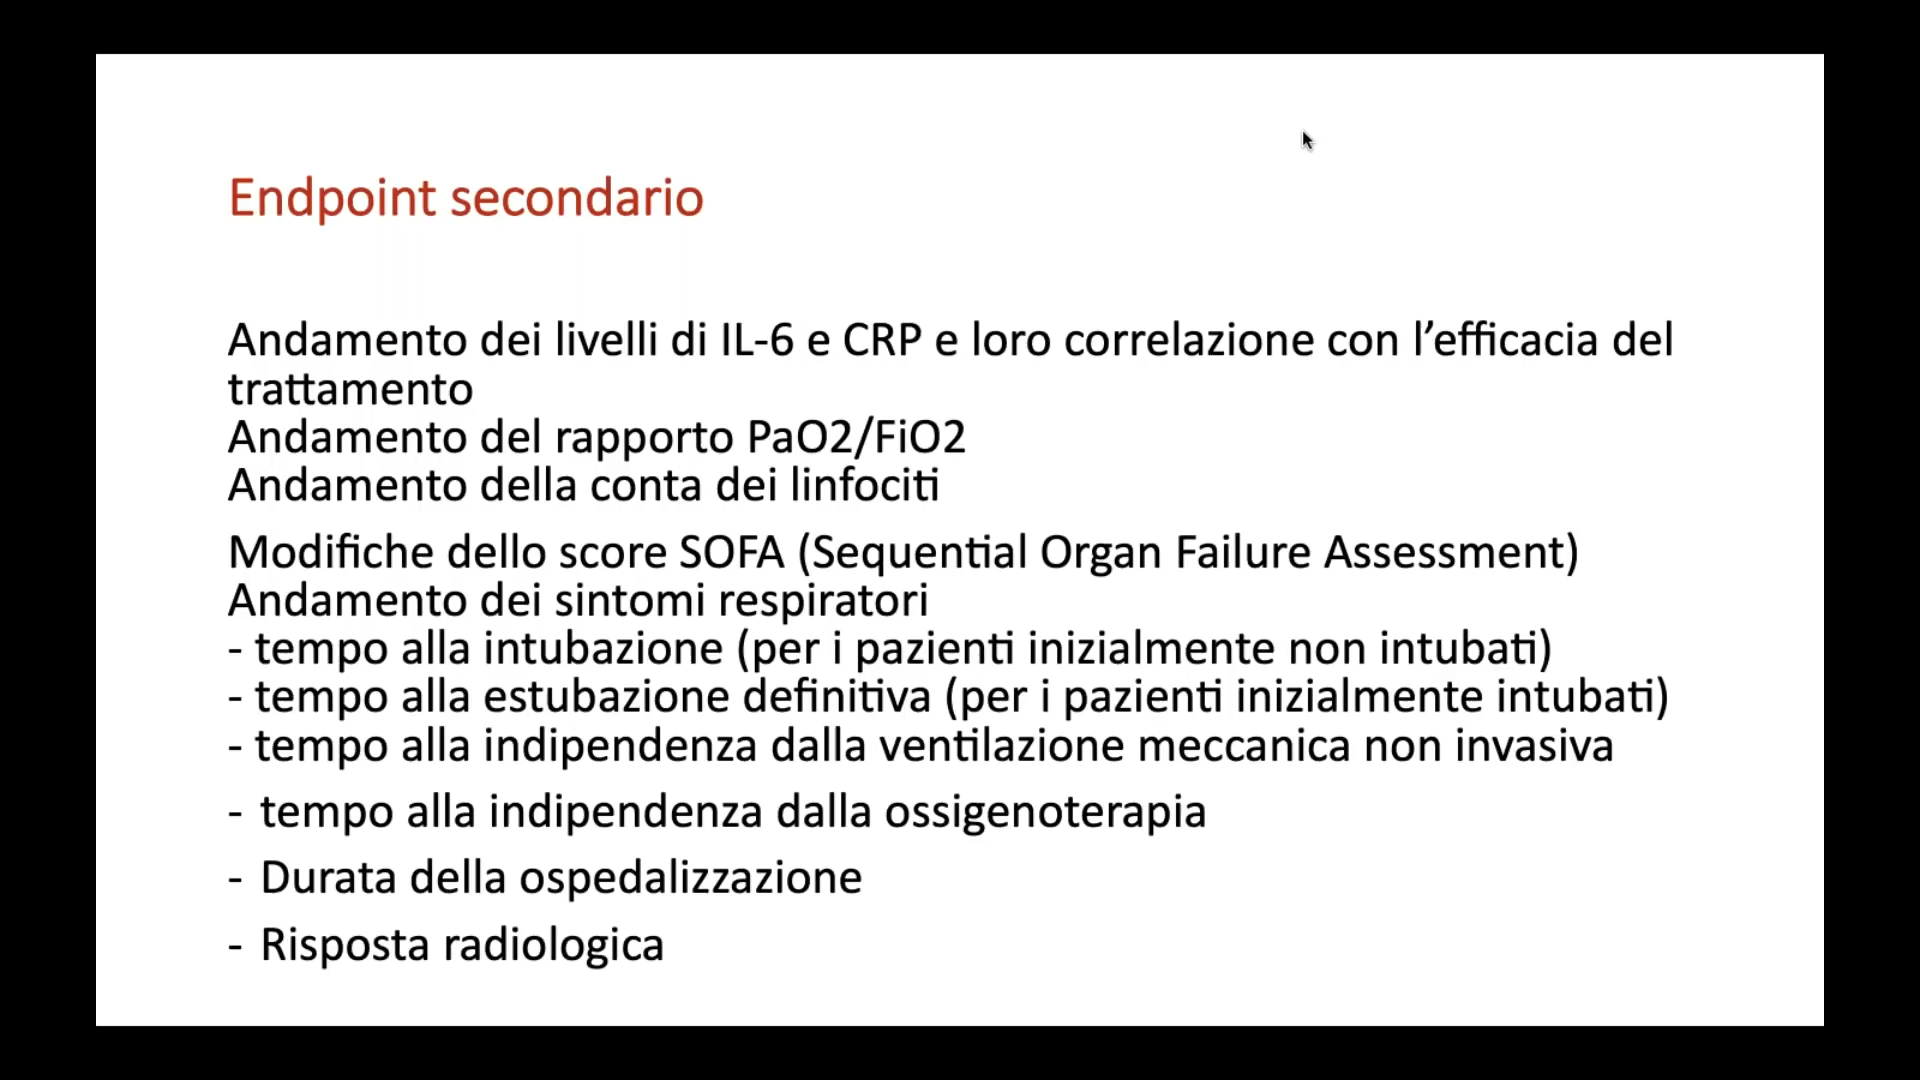 Endpoint secondario
Andamento dei livelli di IL-6 e CRP e loro correlazione con l’efficacia del
trattamento
Andamento del rapporto PaO2/FiO2
Andamento della conta dei linfociti
Modifiche dello score SOFA (Sequential Organ Failure Assessment)
Andamento dei sintomi respiratori
- tempo alla intubazione (per i pazienti inizialmente non intubati)
- tempo alla estubazione definitiva (per i pazienti inizialmente intubati)
- tempo alla indipendenza dalla ventilazione meccanica non invasiva
- tempo alla indipendenza dalla ossigenoterapia
- Durata della ospedalizzazione
- Risposta radiologica